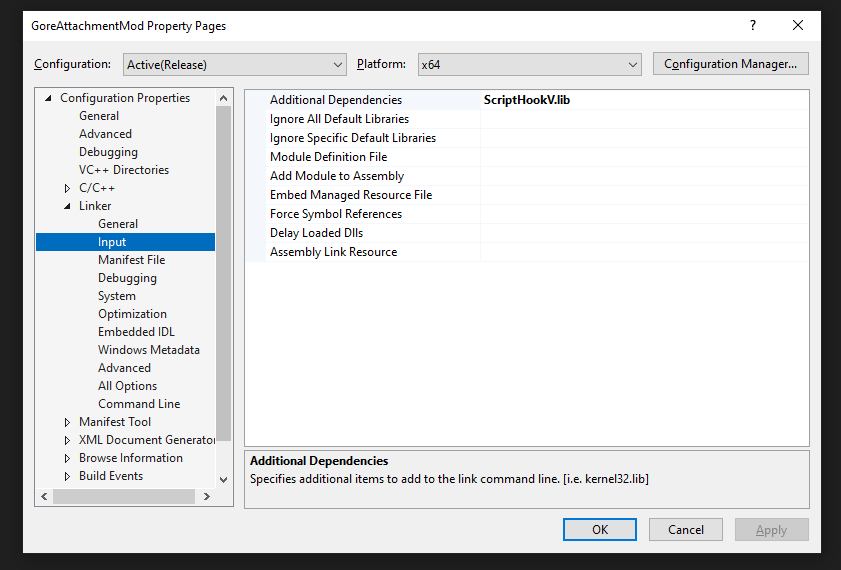 GoreAttachmentMod Property Pages
Configuration: Active(Release) Platform: x64 Configuration Manager...
Configuration Properties
General
Advanced
Debugging
VC++ Directories
C/C++
Linker
General
Input
Manifest File
Debugging
System
Optimization
Embedded IDL
Windows Metadata
Advanced
All Options
Command Line
Manifest Tool
XML Document Generator
Browse Information
Build Events
Additional Dependencies ScriptHookV.lib
Ignore All Default Libraries
Ignore Specific Default Libraries
Module Definition File
Add Module to Assembly
Embed Managed Resource File
Force Symbol References
Delay Loaded Dlls
Assembly Link Resource
Additional Dependencies
Specifies additional items to add to the link command line. [i.e. kernel32.lib]
OK Cancel Apply